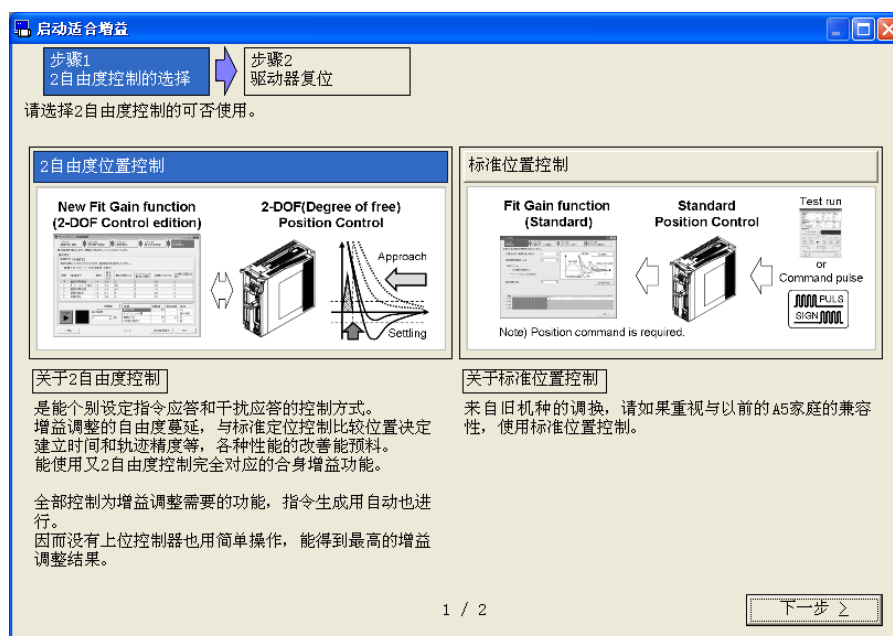 启动适合增益
步骤1
2自由度控制的选择
步骤2
驱动器复位
请选择2自由度控制的可否使用。
2自由度位置控制
New Fit Gain function
(2-DOF Control edition)
2-DOF(Degree of free)
Position Control
Approach
Settling
标准位置控制
Fit Gain function
(Standard)
Standard
Position Control
Test run
or
Command pulse
PULS
SIGN
Note) Position command is required.
关于2自由度控制
是能个别设定指令应答和干扰应答的控制方式。
增益调整的自由度蔓延，与标准定位控制比较位置决定
建立时间和轨迹精度等，各种性能的改善能预料。
能使用又2自由度控制完全对应的合身增益功能。
全部控制为增益调整需要的功能，指令生成用自动也进
行。
因而没有上位控制器也用简单操作，能得到最高的增益
调整结果。
关于标准位置控制
来自旧机种的调换，请如果重视与以前的A5家庭的兼容
性，使用标准位置控制。
1 / 2
下一步 ＞